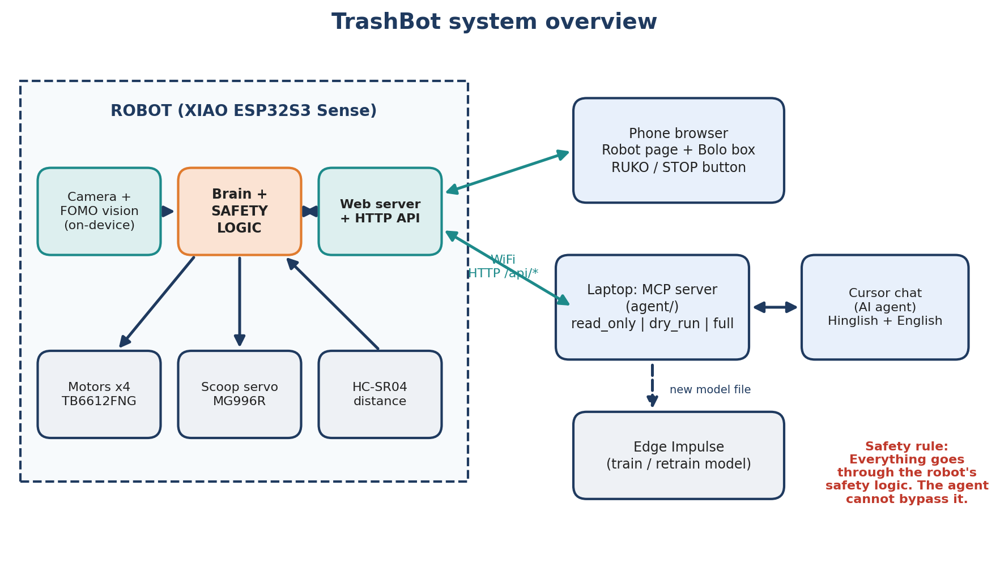 TrashBot system overview
ROBOT (XIAO ESP32S3 Sense)
Camera +
FOMO vision
(on-device)
Brain +
SAFETY
LOGIC
Web server
+ HTTP API
Motors x4
TB6612FNG
Scoop servo
MG996R
HC-SR04
distance
WiFi
HTTP /api/*
Phone browser
Robot page + Bolo box
RUKO / STOP button
Laptop: MCP server
(agent/)
read_only | dry_run | full
Cursor chat
(AI agent)
Hinglish + English
new model file
Edge Impulse
(train / retrain model)
Safety rule:
Everything goes
through the robot's
safety logic. The agent
cannot bypass it.